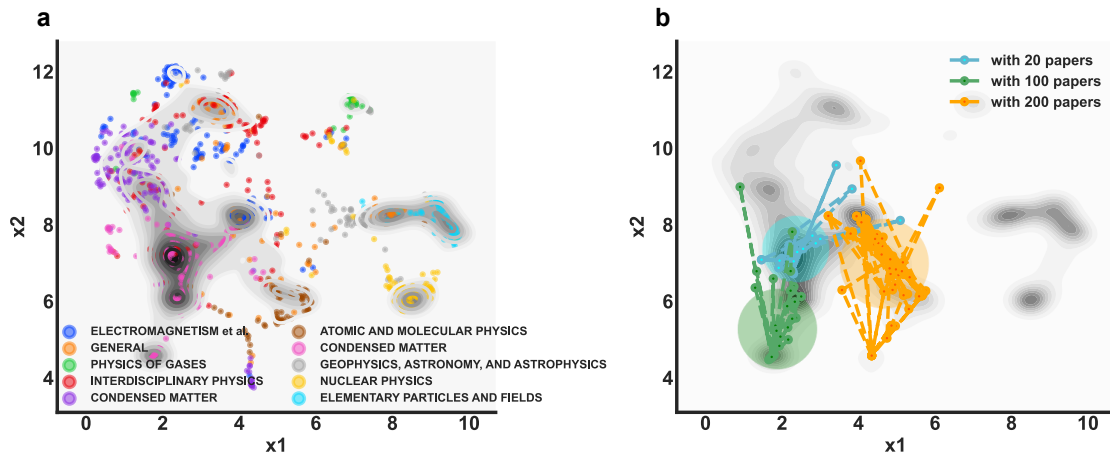 a
12
10
8
6
4
x2
ELECTROMAGNETISM et al.
GENERAL
PHYSICS OF GASES
INTERDISCIPLINARY PHYSICS
CONDENSED MATTER
ATOMIC AND MOLECULAR PHYSICS
CONDENSED MATTER
GEOPHYSICS, ASTRONOMY, AND ASTROPHYSICS
NUCLEAR PHYSICS
ELEMENTARY PARTICLES AND FIELDS
0 2 4 6 8 10
x1
b
with 20 papers
with 100 papers
with 200 papers
12
10
8
6
4
x2
0 2 4 6 8 10
x1